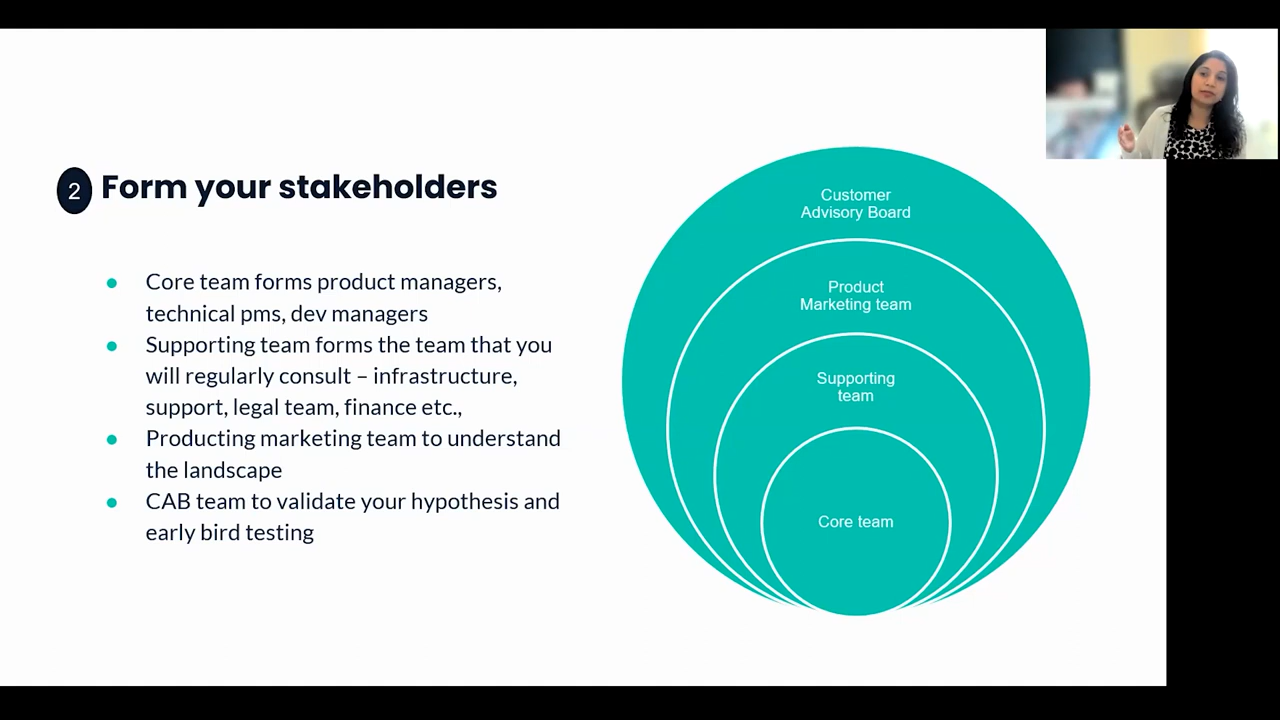 2 Form your stakeholders
Core team forms product managers,
technical pms, dev managers
Supporting team forms the team that you
will regularly consult – infrastructure,
support, legal team, finance etc.,
Producting marketing team to understand
the landscape
CAB team to validate your hypothesis and
early bird testing
Customer
Advisory Board
Product
Marketing team
Supporting
team
Core team